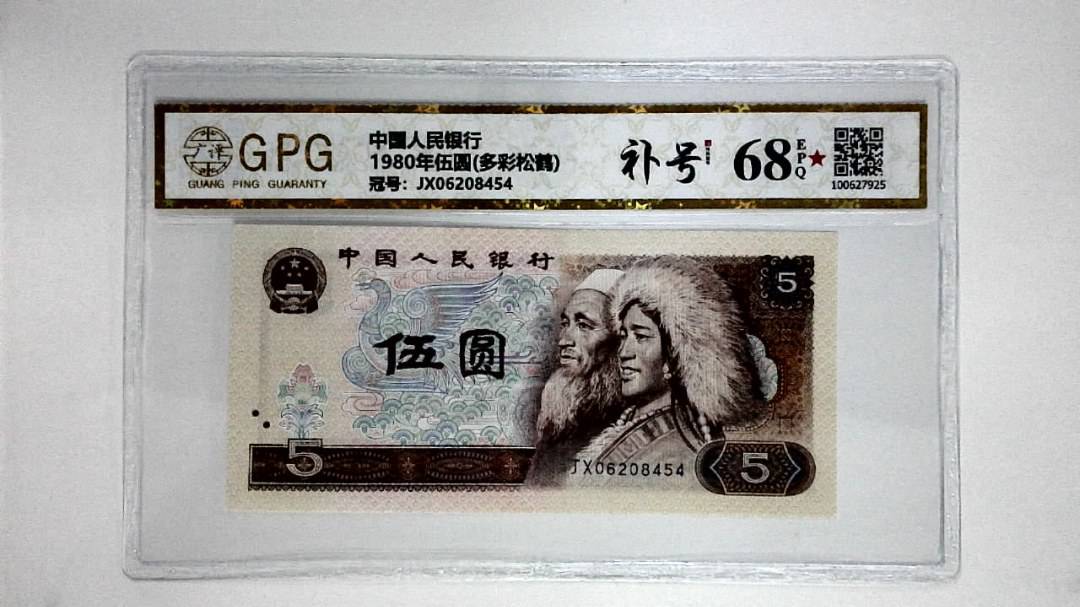 GPG
GUANG PING GUARANTY
中国人民银行
1980年伍圆(多彩松鹤)
冠号：JX06208454
补号
68
EPQ
100627925
中国人民银行
伍圆
5
5
JX06208454
5